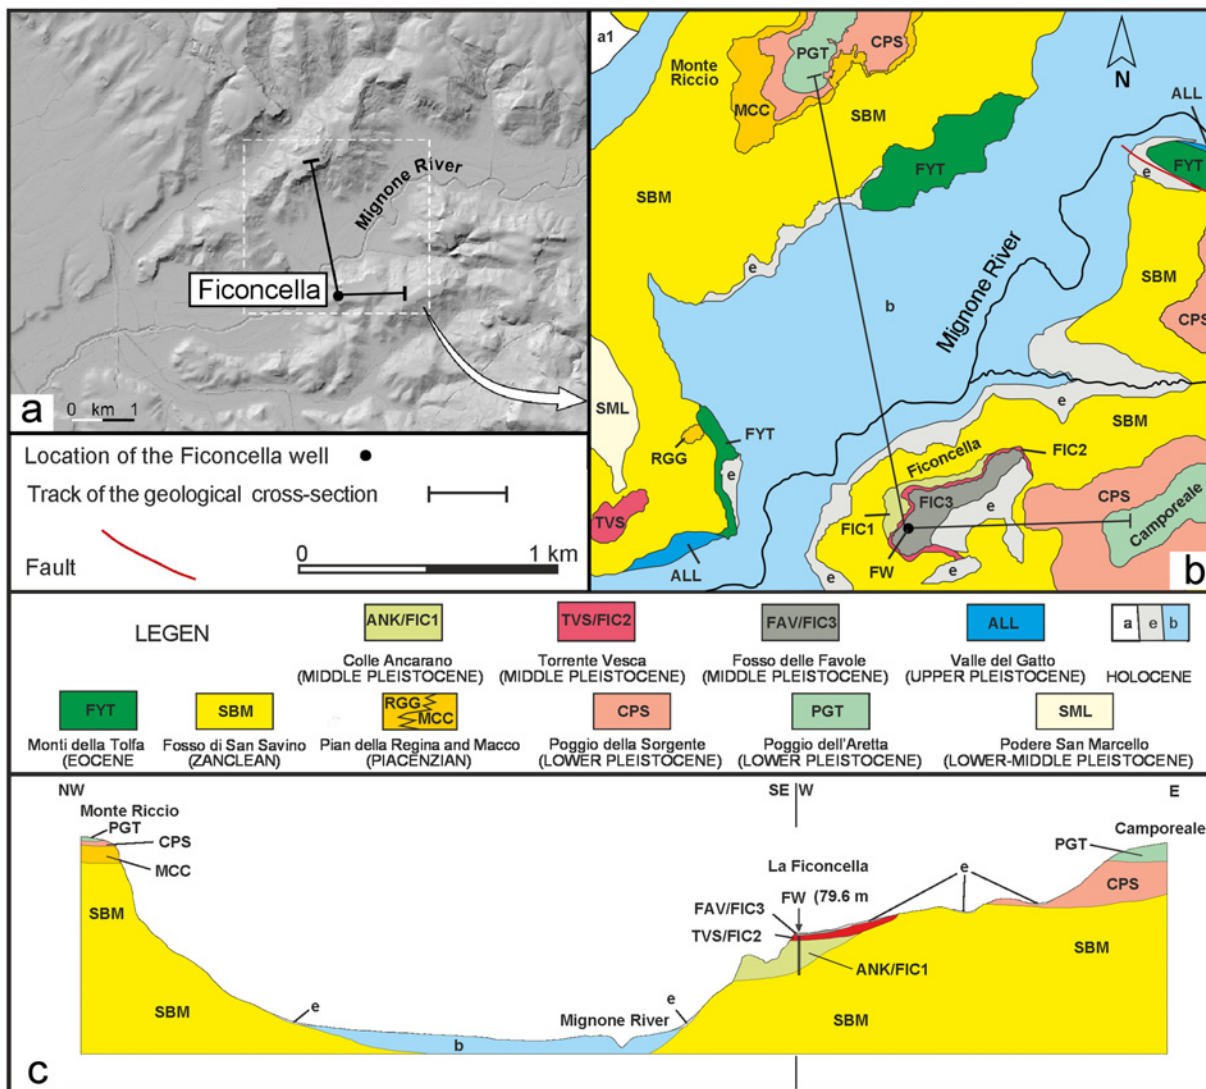 Mignone River
Ficoncella
0 km 1
a
a1
Monte
Riccio
PGT
CPS
MCC
SBM
N
ALL
FYT
FYT
e
SBM
e
SBM
b
Mignone River
CPS
SML
RGG
FYT
e
TVS
ALL
e
SBM
Ficoncella
FIC2
FIC3
e
CPS
Camporeale
FIC1
FW
e
e
b
Location of the Ficoncella well
Track of the geological cross-section
Fault
0 1 km
LEGEN
ANK/FIC1
Colle Ancarano
(MIDDLE PLEISTOCENE)
TVS/FIC2
Torrente Vesca
(MIDDLE PLEISTOCENE)
FAV/FIC3
Fosso delle Favole
(MIDDLE PLEISTOCENE)
ALL
Valle del Gatto
(UPPER PLEISTOCENE)
a e b
HOLOCENE
FYT
Monti della Tolfa
(EOCENE
SBM
Fosso di San Savino
(ZANCLEAN)
RGG
MCC
Pian della Regina and Macco
(PIACENZIAN)
CPS
Poggio della Sorgente
(LOWER PLEISTOCENE)
PGT
Poggio dell'Aretta
(LOWER PLEISTOCENE)
SML
Podere San Marcello
(LOWER-MIDDLE PLEISTOCENE)
NW
SE W
E
Monte Riccio
PGT
CPS
MCC
SBM
SBM
e
b
Mignone River
e
La Ficoncella
FW (79.6 m
FAV/FIC3
TVS/FIC2
ANK/FIC1
e
SBM
SBM
Camporeale
PGT
CPS
c